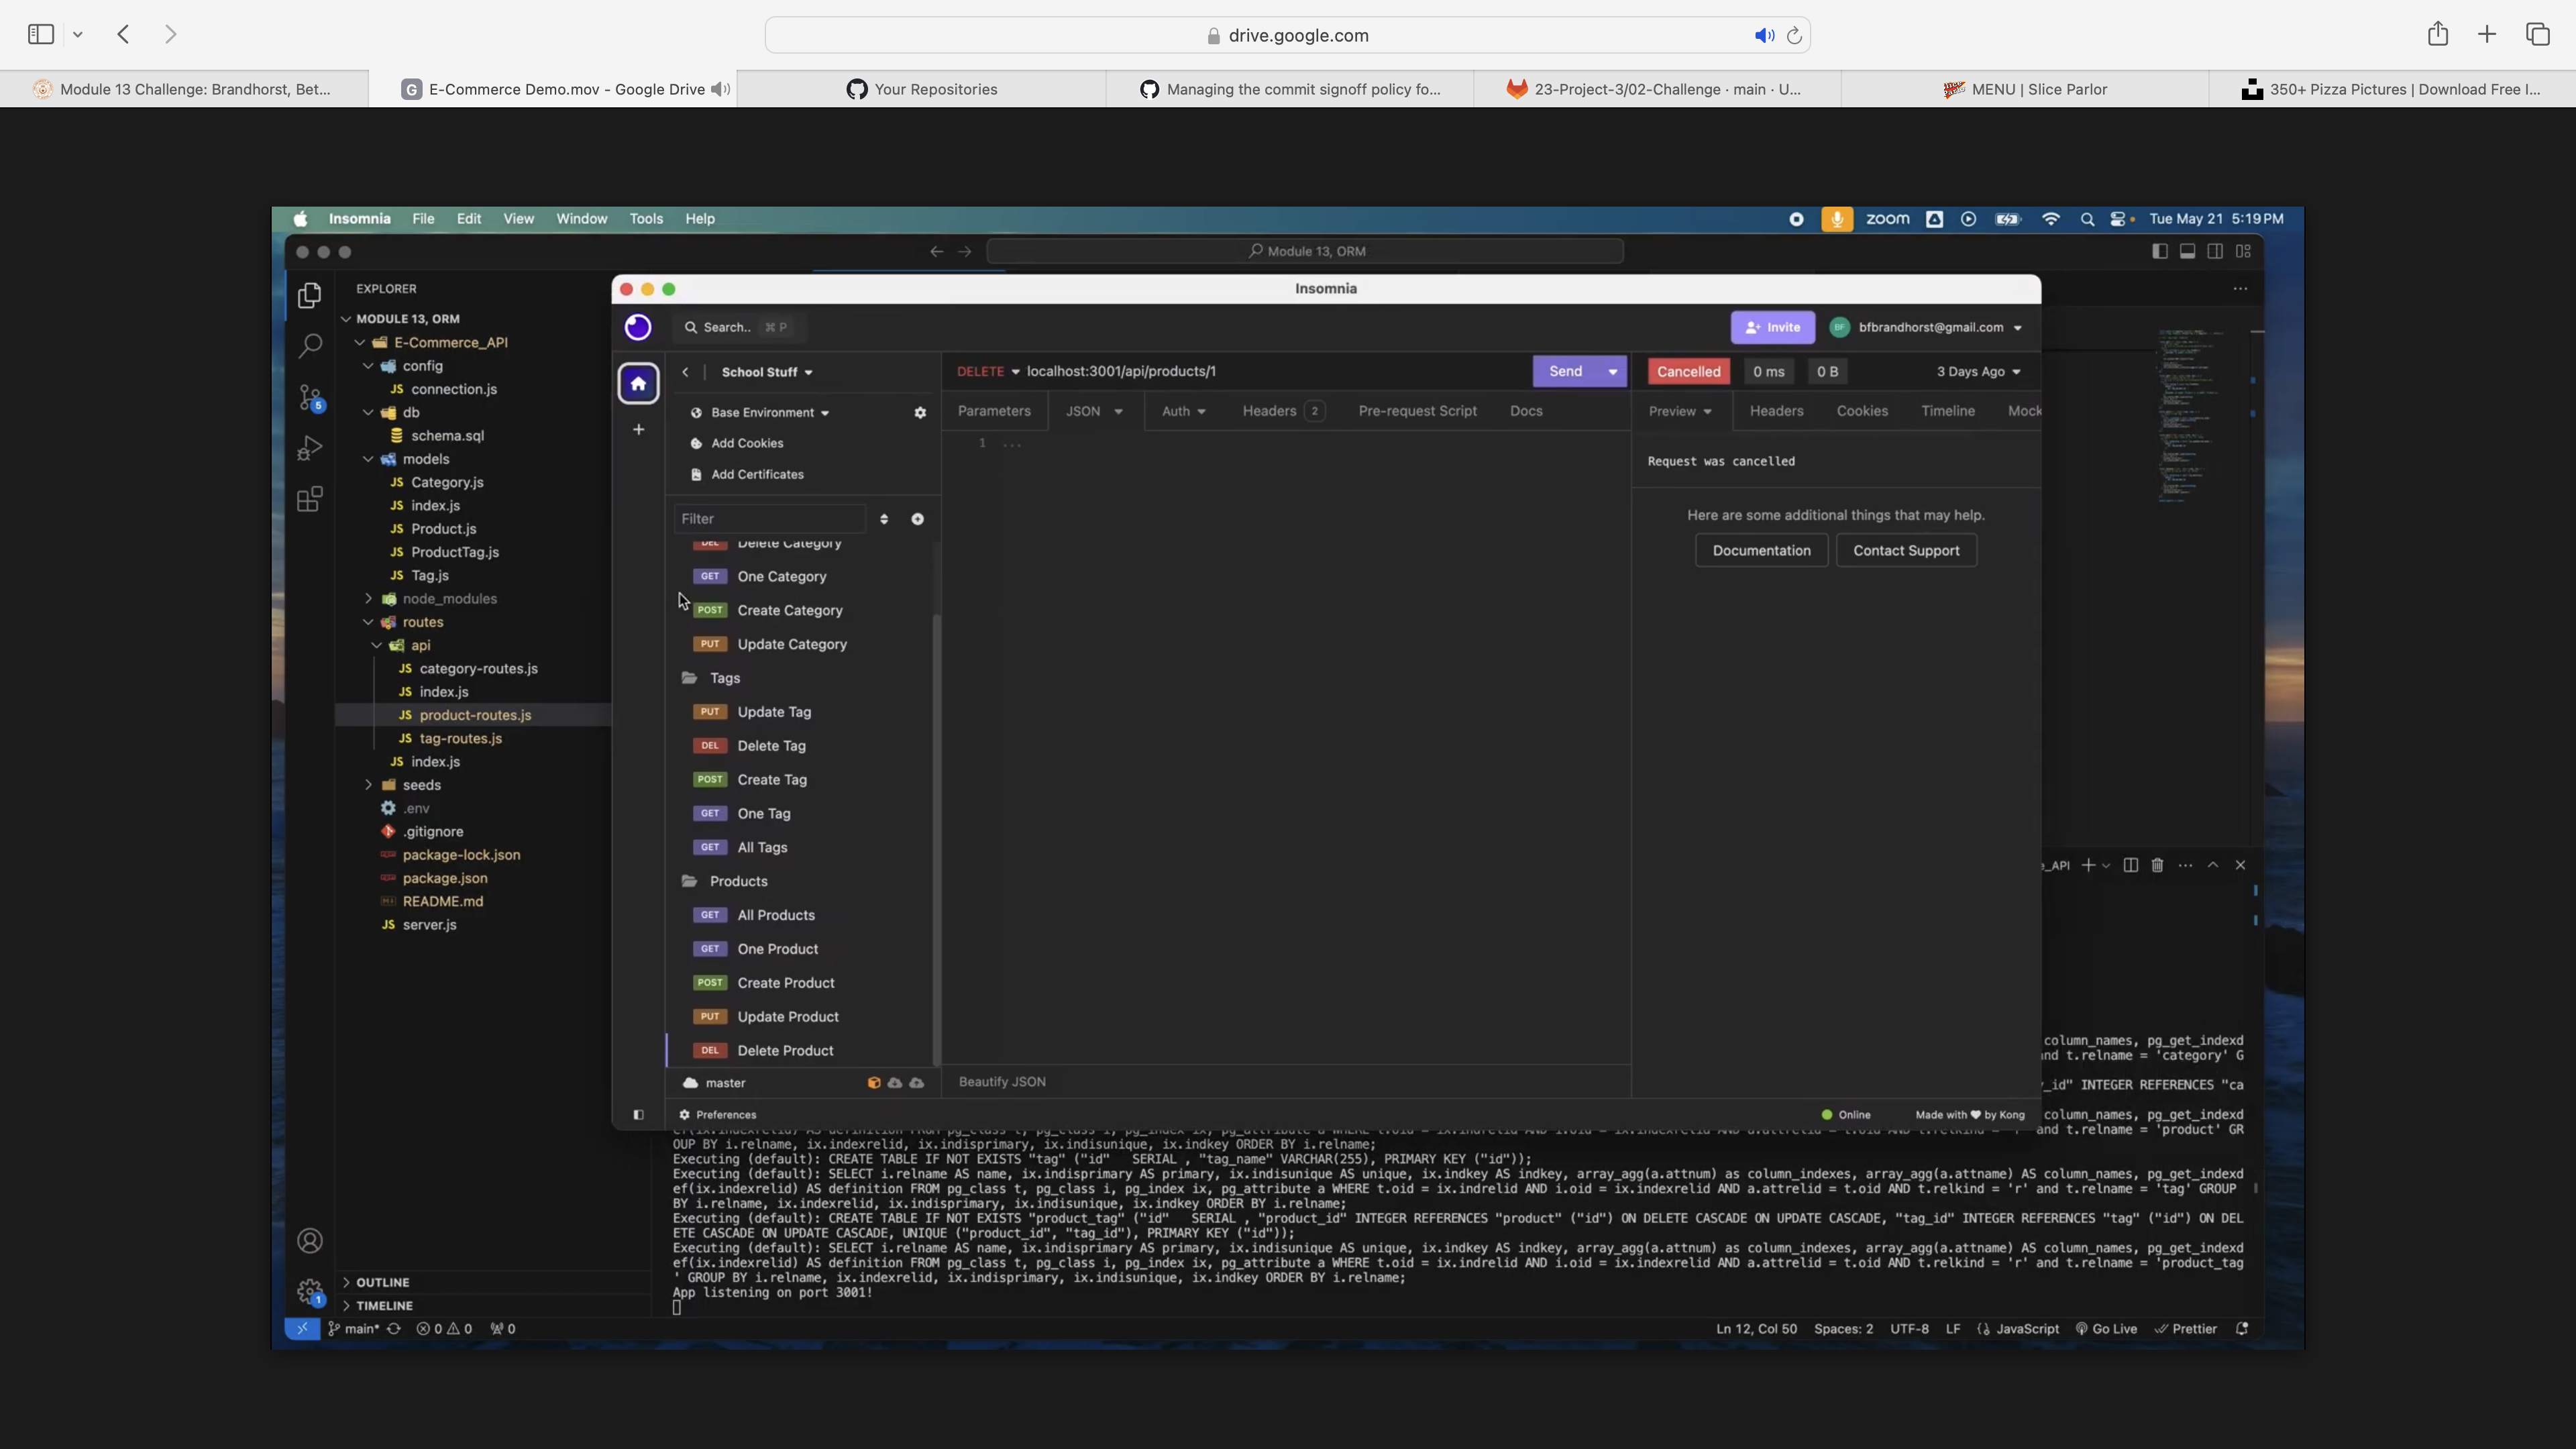 drive.google.com
Module 13 Challenge: Brandhorst, Bet...
E-Commerce Demo.mov - Google Drive
Your Repositories
Managing the commit signoff policy fo...
23-Project-3/02-Challenge · main · U...
MENU | Slice Parlor
350+ Pizza Pictures | Download Free I...
Insomnia File Edit View Window Tools Help
zoom
Tue May 21 5:19 PM
Module 13, ORM
EXPLORER
MODULE 13, ORM
E-Commerce_API
config
JS connection.js
db
schema.sql
models
JS Category.js
JS index.js
JS Product.js
JS ProductTag.js
JS Tag.js
node_modules
routes
api
JS category-routes.js
JS index.js
JS product-routes.js
JS tag-routes.js
JS index.js
seeds
.env
.gitignore
package-lock.json
package.json
README.md
JS server.js
OUTLINE
TIMELINE
5
1
Insomnia
Search.. ⌘ P
Invite
BF
bfbrandhorst@gmail.com
School Stuff
Base Environment
Add Cookies
Add Certificates
Filter
DEL Delete Category
GET One Category
POST Create Category
PUT Update Category
Tags
PUT Update Tag
DEL Delete Tag
POST Create Tag
GET One Tag
GET All Tags
Products
GET All Products
GET One Product
POST Create Product
PUT Update Product
DEL Delete Product
master
Preferences
DELETE localhost:3001/api/products/1
Send
Parameters JSON Auth Headers 2 Pre-request Script Docs
1 ...
Beautify JSON
Cancelled 0 ms 0 B 3 Days Ago
Preview Headers Cookies Timeline Mock
Request was cancelled
Here are some additional things that may help.
Documentation Contact Support
Online
Made with ❤ by Kong
_API
column_names, pg_get_indexd
and t.relname = 'category' G
_id" INTEGER REFERENCES "ca
column_names, pg_get_indexd
and t.relname = 'product' GR
OUP BY i.relname, ix.indexrelid, ix.indisprimary, ix.indisunique, ix.indkey ORDER BY i.relname;
Executing (default): CREATE TABLE IF NOT EXISTS "tag" ("id" SERIAL , "tag_name" VARCHAR(255), PRIMARY KEY ("id"));
Executing (default): SELECT i.relname AS name, ix.indisprimary AS primary, ix.indisunique AS unique, ix.indkey AS indkey, array_agg(a.attnum) as column_indexes, array_agg(a.attname) AS column_names, pg_get_indexd
ef(ix.indexrelid) AS definition FROM pg_class t, pg_class i, pg_index ix, pg_attribute a WHERE t.oid = ix.indrelid AND i.oid = ix.indexrelid AND a.attrelid = t.oid AND t.relkind = 'r' and t.relname = 'tag' GROUP
BY i.relname, ix.indexrelid, ix.indisprimary, ix.indisunique, ix.indkey ORDER BY i.relname;
Executing (default): CREATE TABLE IF NOT EXISTS "product_tag" ("id" SERIAL , "product_id" INTEGER REFERENCES "product" ("id") ON DELETE CASCADE ON UPDATE CASCADE, "tag_id" INTEGER REFERENCES "tag" ("id") ON DEL
ETE CASCADE ON UPDATE CASCADE, UNIQUE ("product_id", "tag_id"), PRIMARY KEY ("id"));
Executing (default): SELECT i.relname AS name, ix.indisprimary AS primary, ix.indisunique AS unique, ix.indkey AS indkey, array_agg(a.attnum) as column_indexes, array_agg(a.attname) AS column_names, pg_get_indexd
ef(ix.indexrelid) AS definition FROM pg_class t, pg_class i, pg_index ix, pg_attribute a WHERE t.oid = ix.indrelid AND i.oid = ix.indexrelid AND a.attrelid = t.oid AND t.relkind = 'r' and t.relname = 'product_tag
' GROUP BY i.relname, ix.indexrelid, ix.indisprimary, ix.indisunique, ix.indkey ORDER BY i.relname;
App listening on port 3001!
main* 0 0 0
Ln 12, Col 50 Spaces: 2 UTF-8 LF JavaScript Go Live Prettier